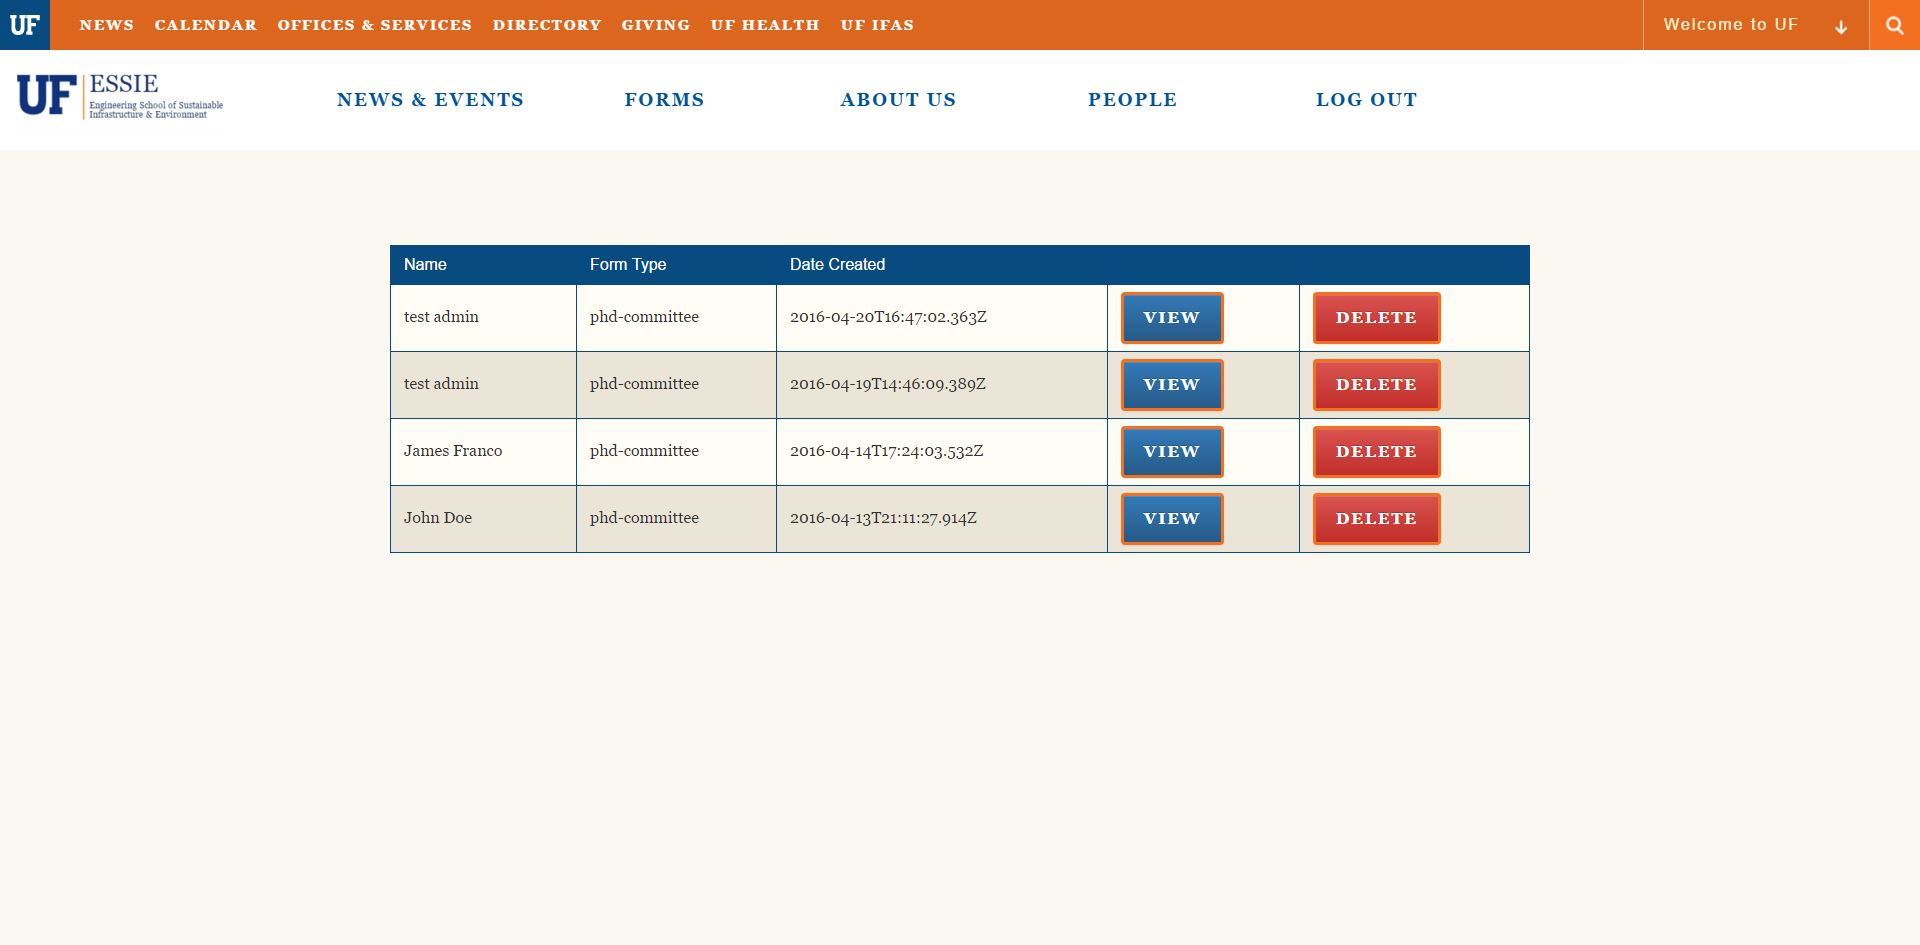 UF NEWS CALENDAR OFFICES & SERVICES DIRECTORY GIVING UF HEALTH UF IFAS Welcome to UF
UF ESSIE
Engineering School of Sustainable
Infrastructure & Environment
NEWS & EVENTS FORMS ABOUT US PEOPLE LOG OUT
Name Form Type Date Created
test admin phd-committee 2016-04-20T16:47:02.363Z VIEW DELETE
test admin phd-committee 2016-04-19T14:46:09.389Z VIEW DELETE
James Franco phd-committee 2016-04-14T17:24:03.532Z VIEW DELETE
John Doe phd-committee 2016-04-13T21:11:27.914Z VIEW DELETE